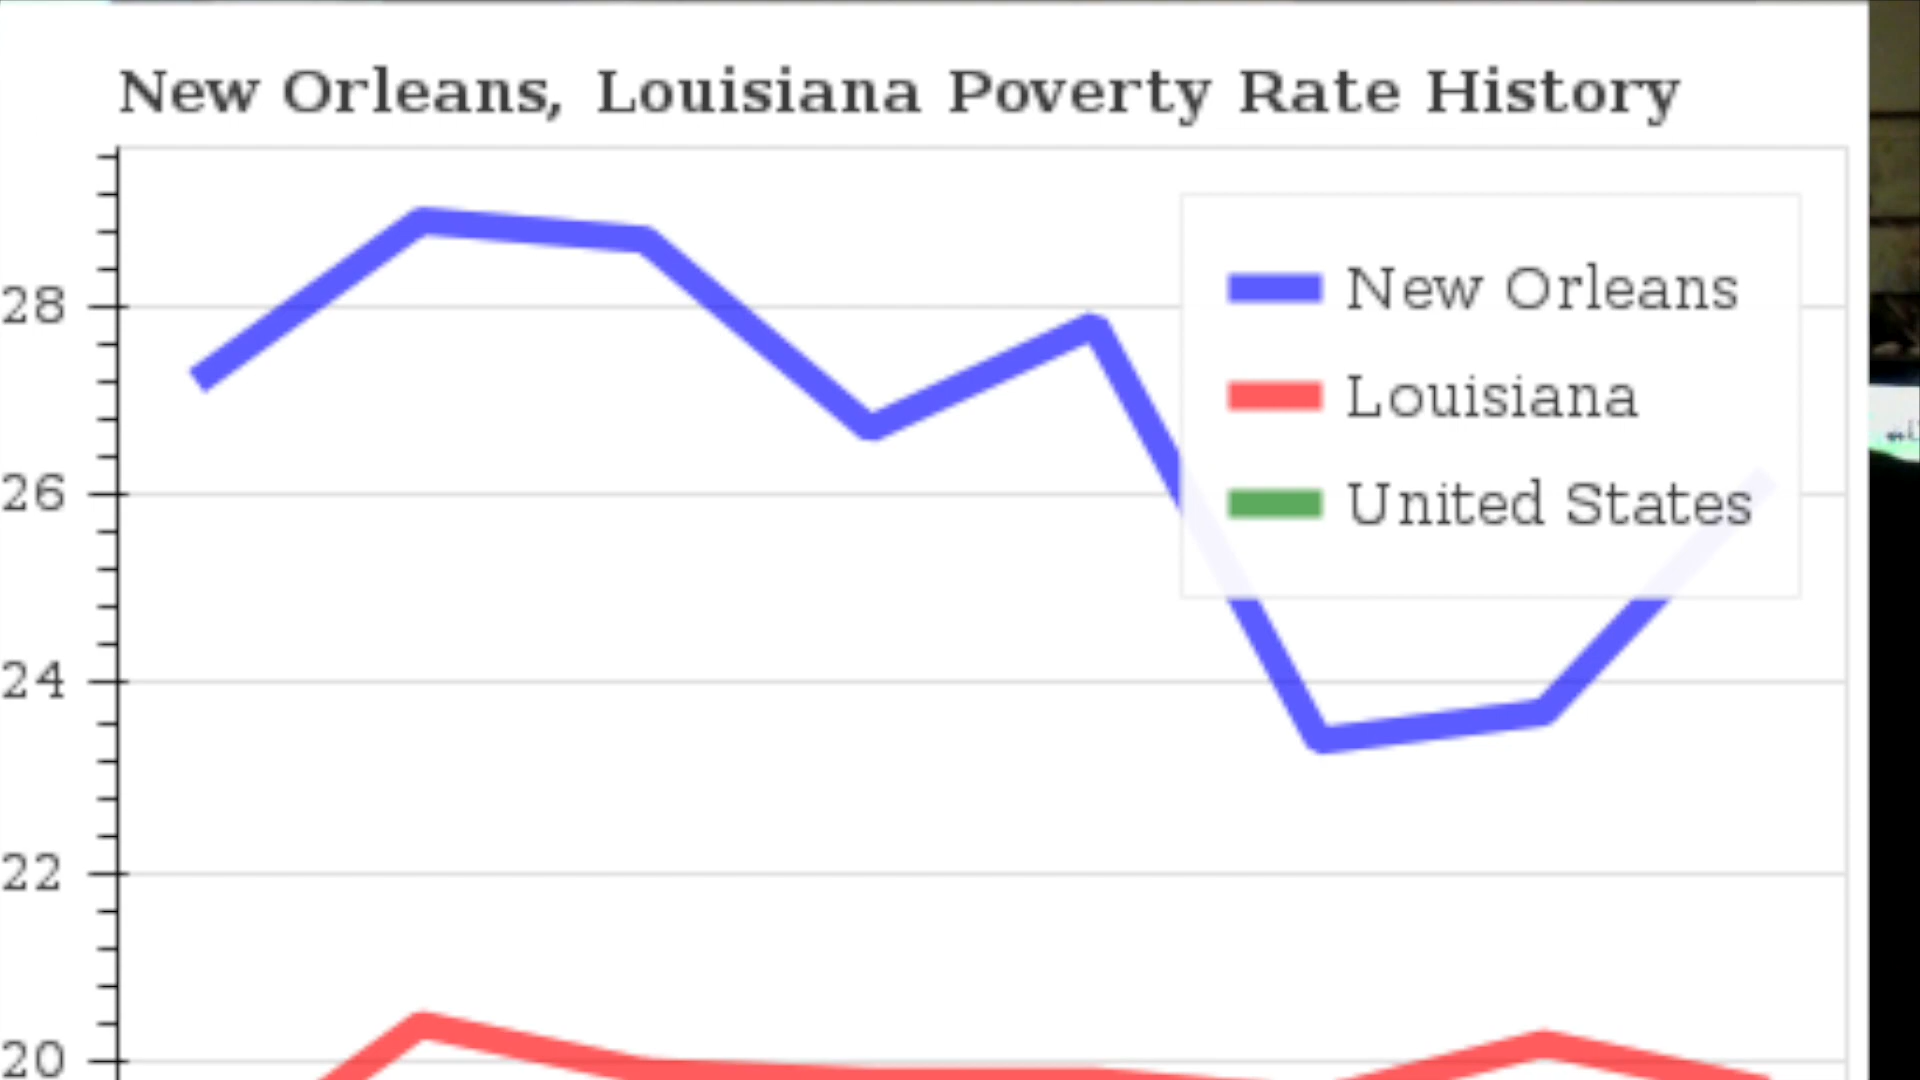 New Orleans, Louisiana Poverty Rate History
28
26
24
22
20
New Orleans
Louisiana
United States